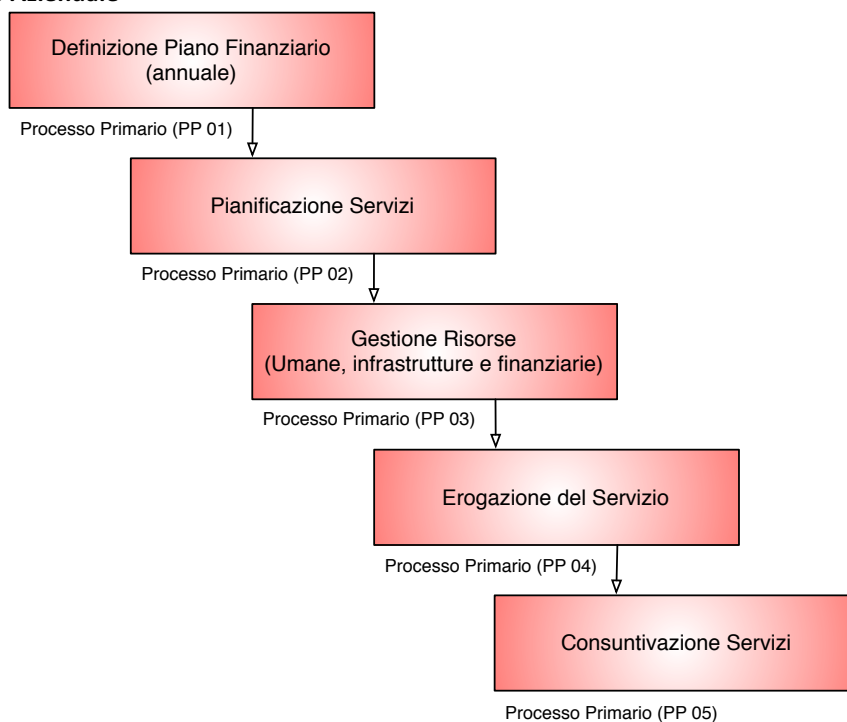 Definizione Piano Finanziario
(annuale)
Processo Primario (PP 01)
Pianificazione Servizi
Processo Primario (PP 02)
Gestione Risorse
(Umane, infrastrutture e finanziarie)
Processo Primario (PP 03)
Erogazione del Servizio
Processo Primario (PP 04)
Consuntivazione Servizi
Processo Primario (PP 05)